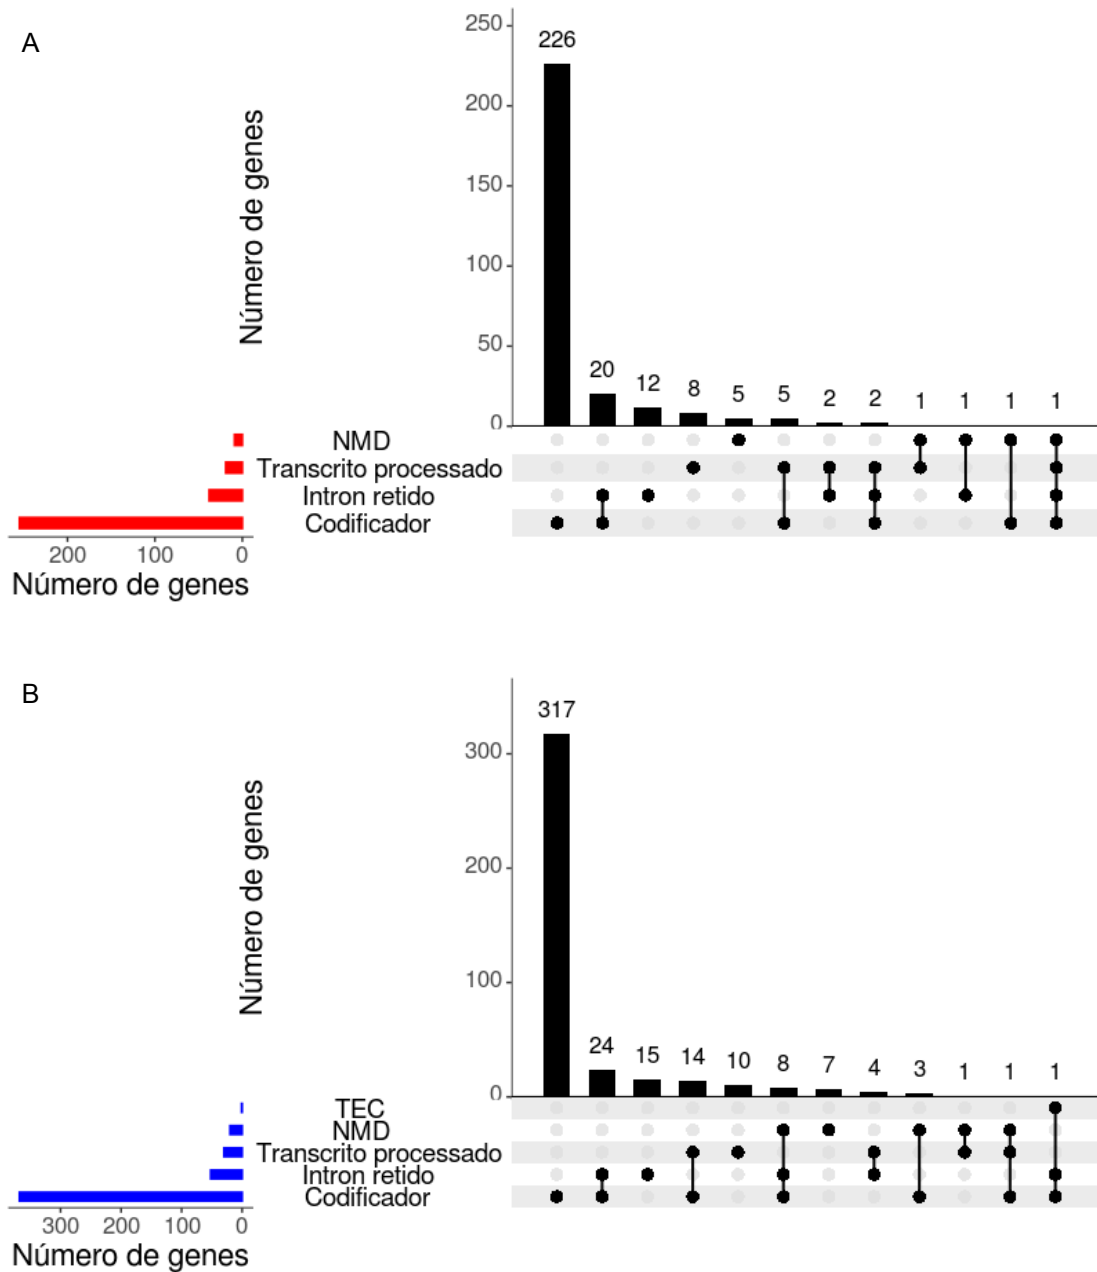 A
Número de genes
250
200
150
100
50
0
226
20
12
8
5
5
2
2
1
1
1
1
NMD
Transcrito processado
Intron retido
Codificador
200 100 0
Número de genes
B
Número de genes
300
200
100
0
317
24
15
14
10
8
7
4
3
1
1
1
TEC
NMD
Transcrito processado
Intron retido
Codificador
300 200 100 0
Número de genes